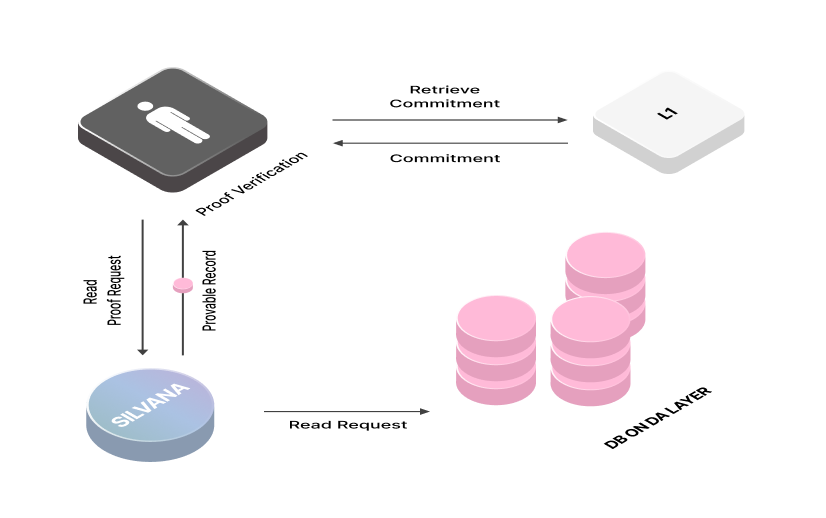 Retrieve
Commitment
L1
Commitment
Proof Verification
Read
Proof Request
Provable Record
SILVANA
Read Request
DB ON DA LAYER